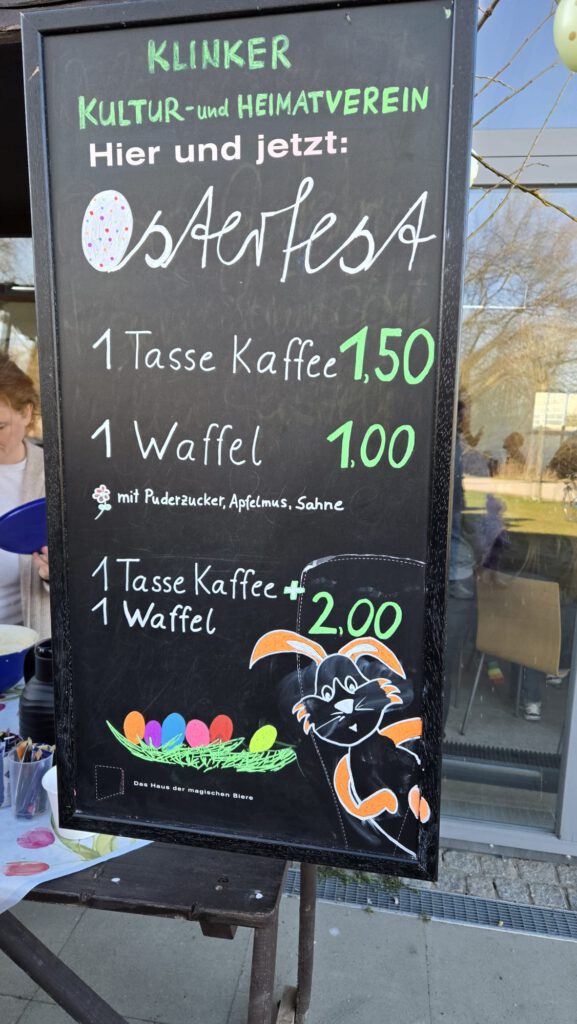 KLINKER
KULTUR-und HEIMATVEREIN
Hier und jetzt:
Osterfest
1 Tasse Kaffee 1,50
1 Waffel 1,00
mit Puderzucker, Apfelmus, Sahne
1 Tasse Kaffee +
1 Waffel 2,00
Das Haus der magischen Biere